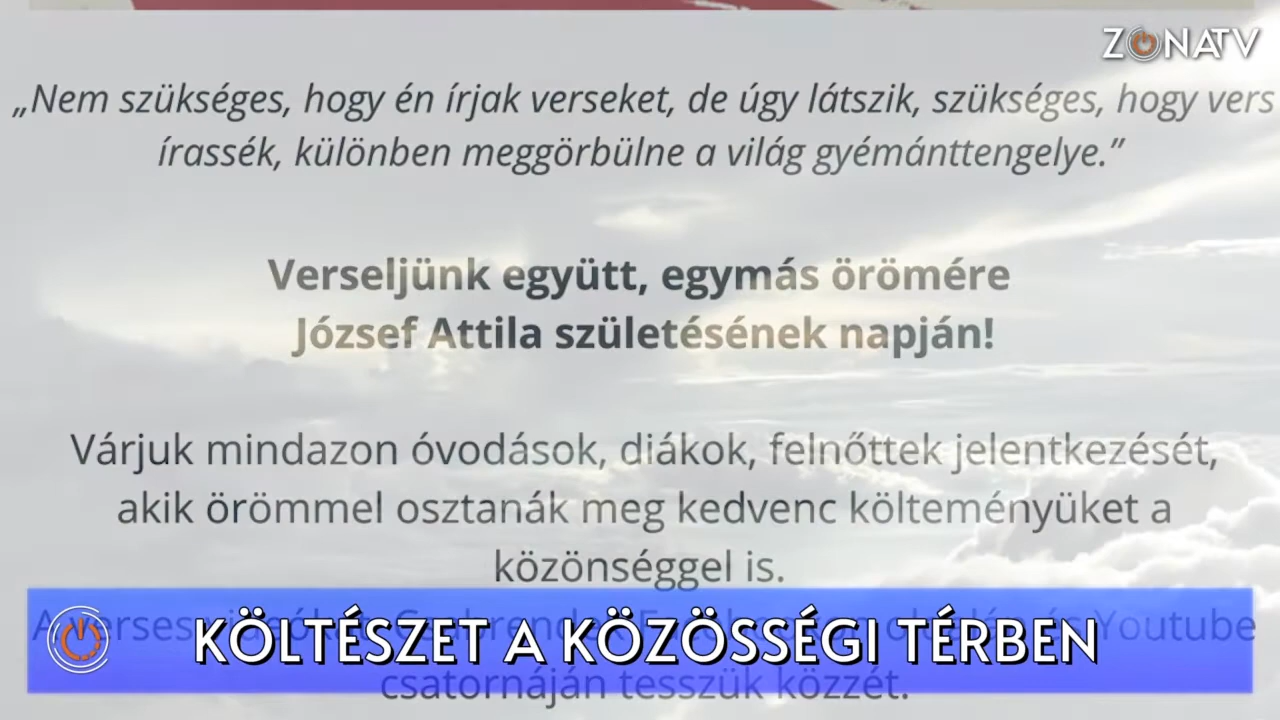 ZONATV
„Nem szükséges, hogy én írjak verseket, de úgy látszik, szükséges, hogy vers
írassék, különben meggörbülne a világ gyémánttengelye.”
Verseljünk együtt, egymás örömére
József Attila születésének napján!
Várjuk mindazon óvodások, diákok, felnőttek jelentkezését,
akik örömmel osztanák meg kedvenc költeményüket a
közönséggel is.
Youtube
KÖLTÉSZET A KÖZÖSSÉGI TÉRBEN
csatornáján tesszük közzét.